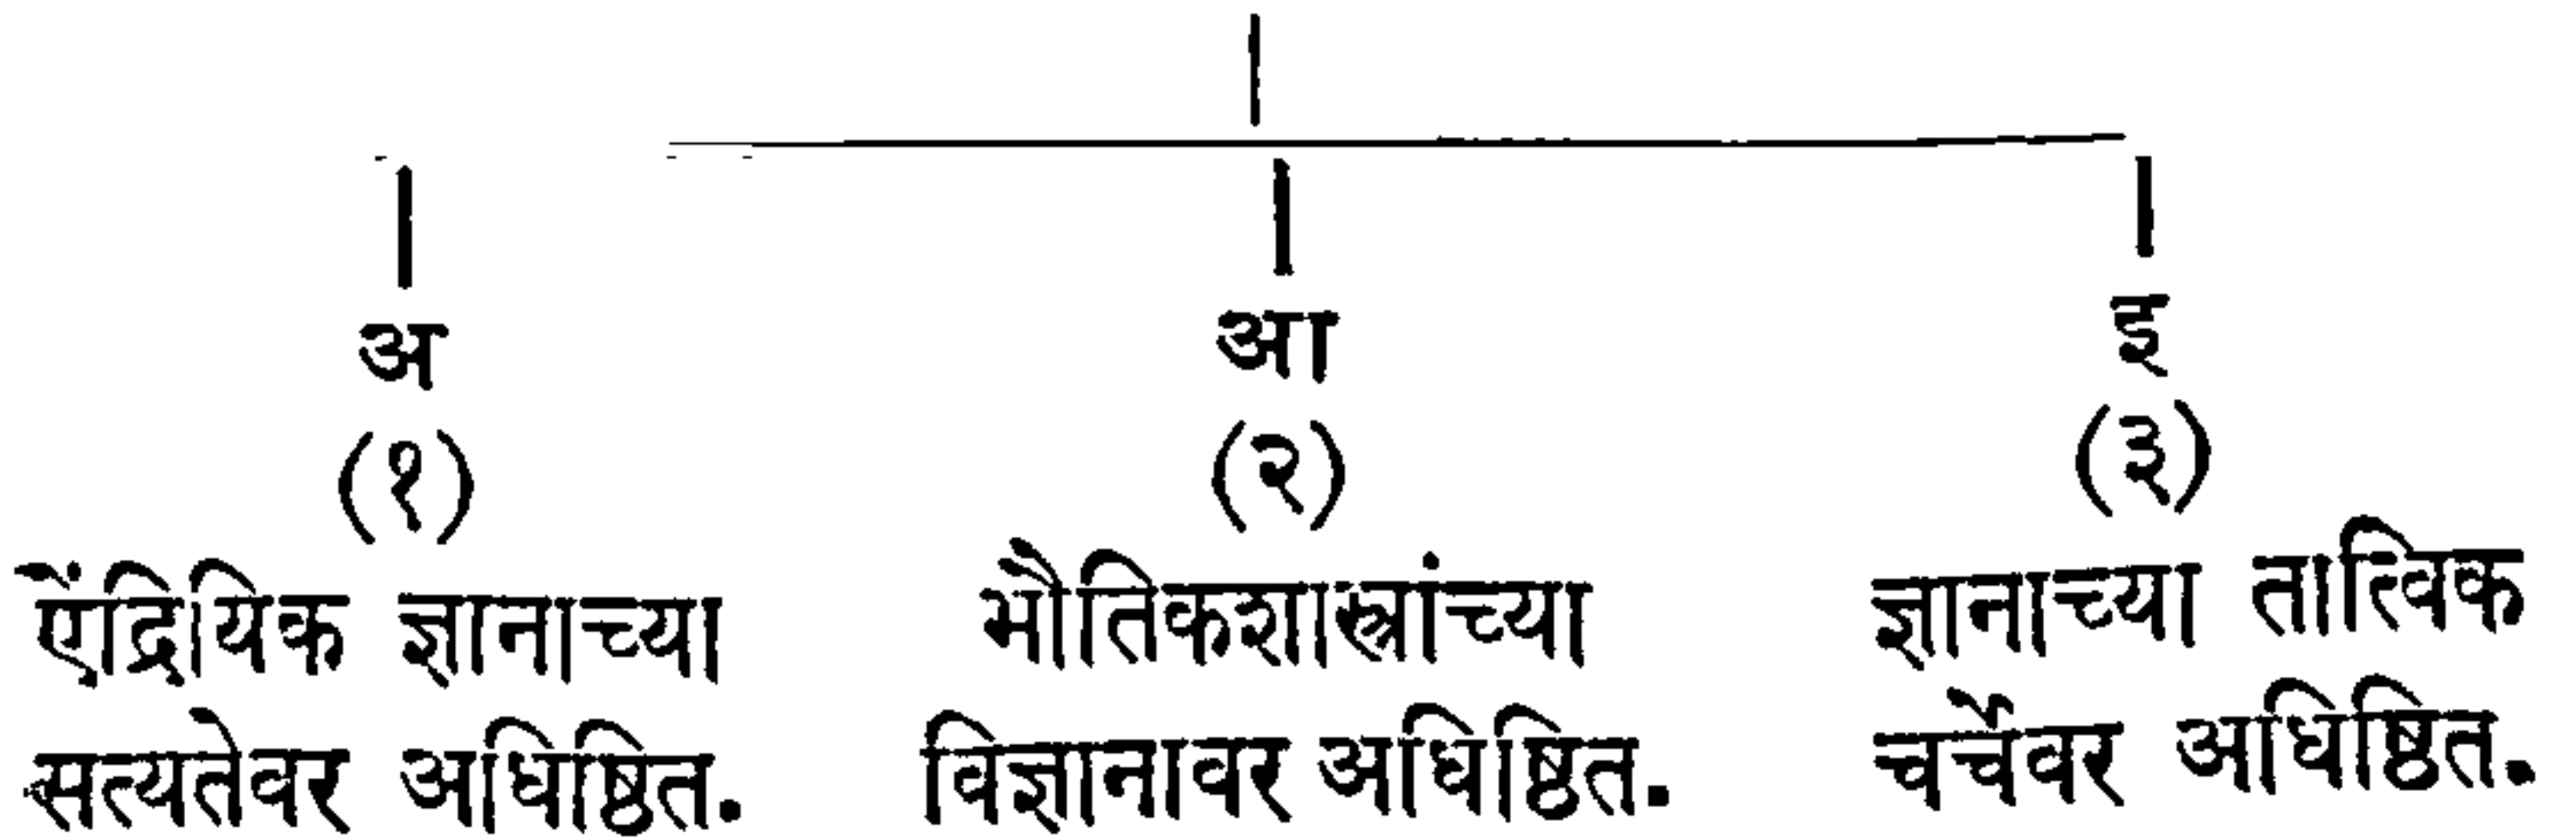 अ आ इ
(१) (२) (३)
ऐंद्रियिक ज्ञानाच्या भौतिकशास्त्रांच्या ज्ञानाच्या तात्त्विक
सत्यतेवर अधिष्ठित. विज्ञानावर अधिष्ठित. चर्चेवर अधिष्ठित.